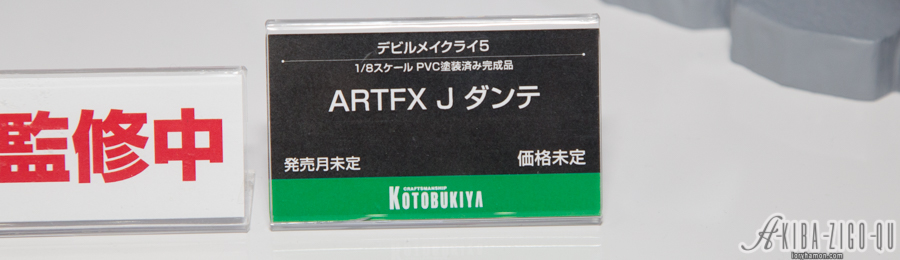 監修中
デビルメイクライ5
1/8スケール PVC塗装済み完成品
ARTFX J ダンテ
発売月未定
価格未定
CRAFTSMANSHIP
KOTOBUKIYA
A-KIBA-ZIGO-QU